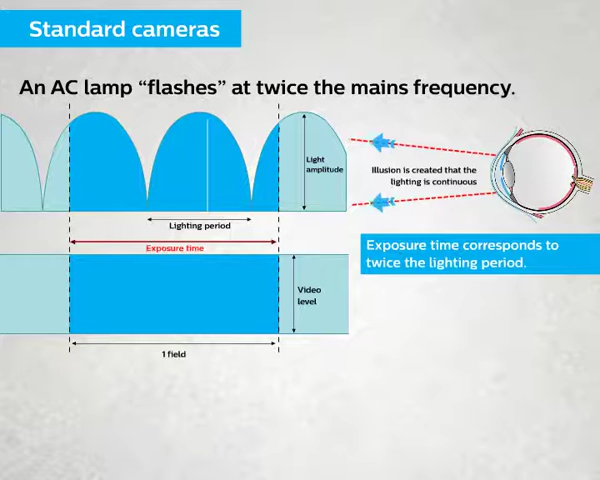 Standard cameras
An AC lamp “flashes” at twice the mains frequency.
Light
amplitude
Illusion is created that the
lighting is continuous
Lighting period
Exposure time
Exposure time corresponds to
twice the lighting period.
Video
level
1 field